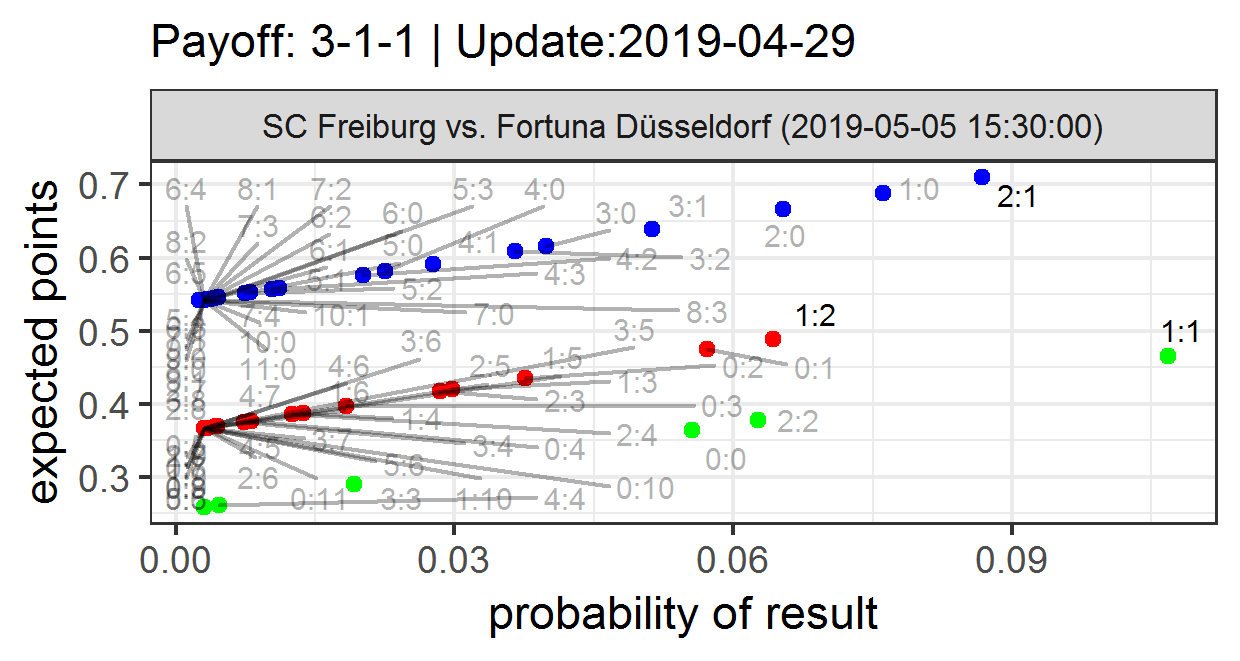 Payoff: 3-1-1 | Update:2019-04-29
SC Freiburg vs. Fortuna Düsseldorf (2019-05-05 15:30:00)
expected points
0.7
0.6
0.5
0.4
0.3
6:4 8:1 7:2 5:3 4:0 3:1 1:0 2:1
7:3 6:2 6:0 3:0 2:0
8:2 6:1 5:0 4:1 4:2 3:2
6:5 5:1 5:2 4:3
7:4 10:1 7:0 8:3 1:2 1:1
10:0 3:6 3:5
11:0 4:6 2:5 1:5 0:2 0:1
4:7 1:6 1:3
1:4 2:3 0:3 2:2
3:7 2:4
4:5 3:4 0:4 0:0
5:6
2:6 0:10
0:11 3:3 1:10 4:4
0.00 0.03 0.06 0.09
probability of result